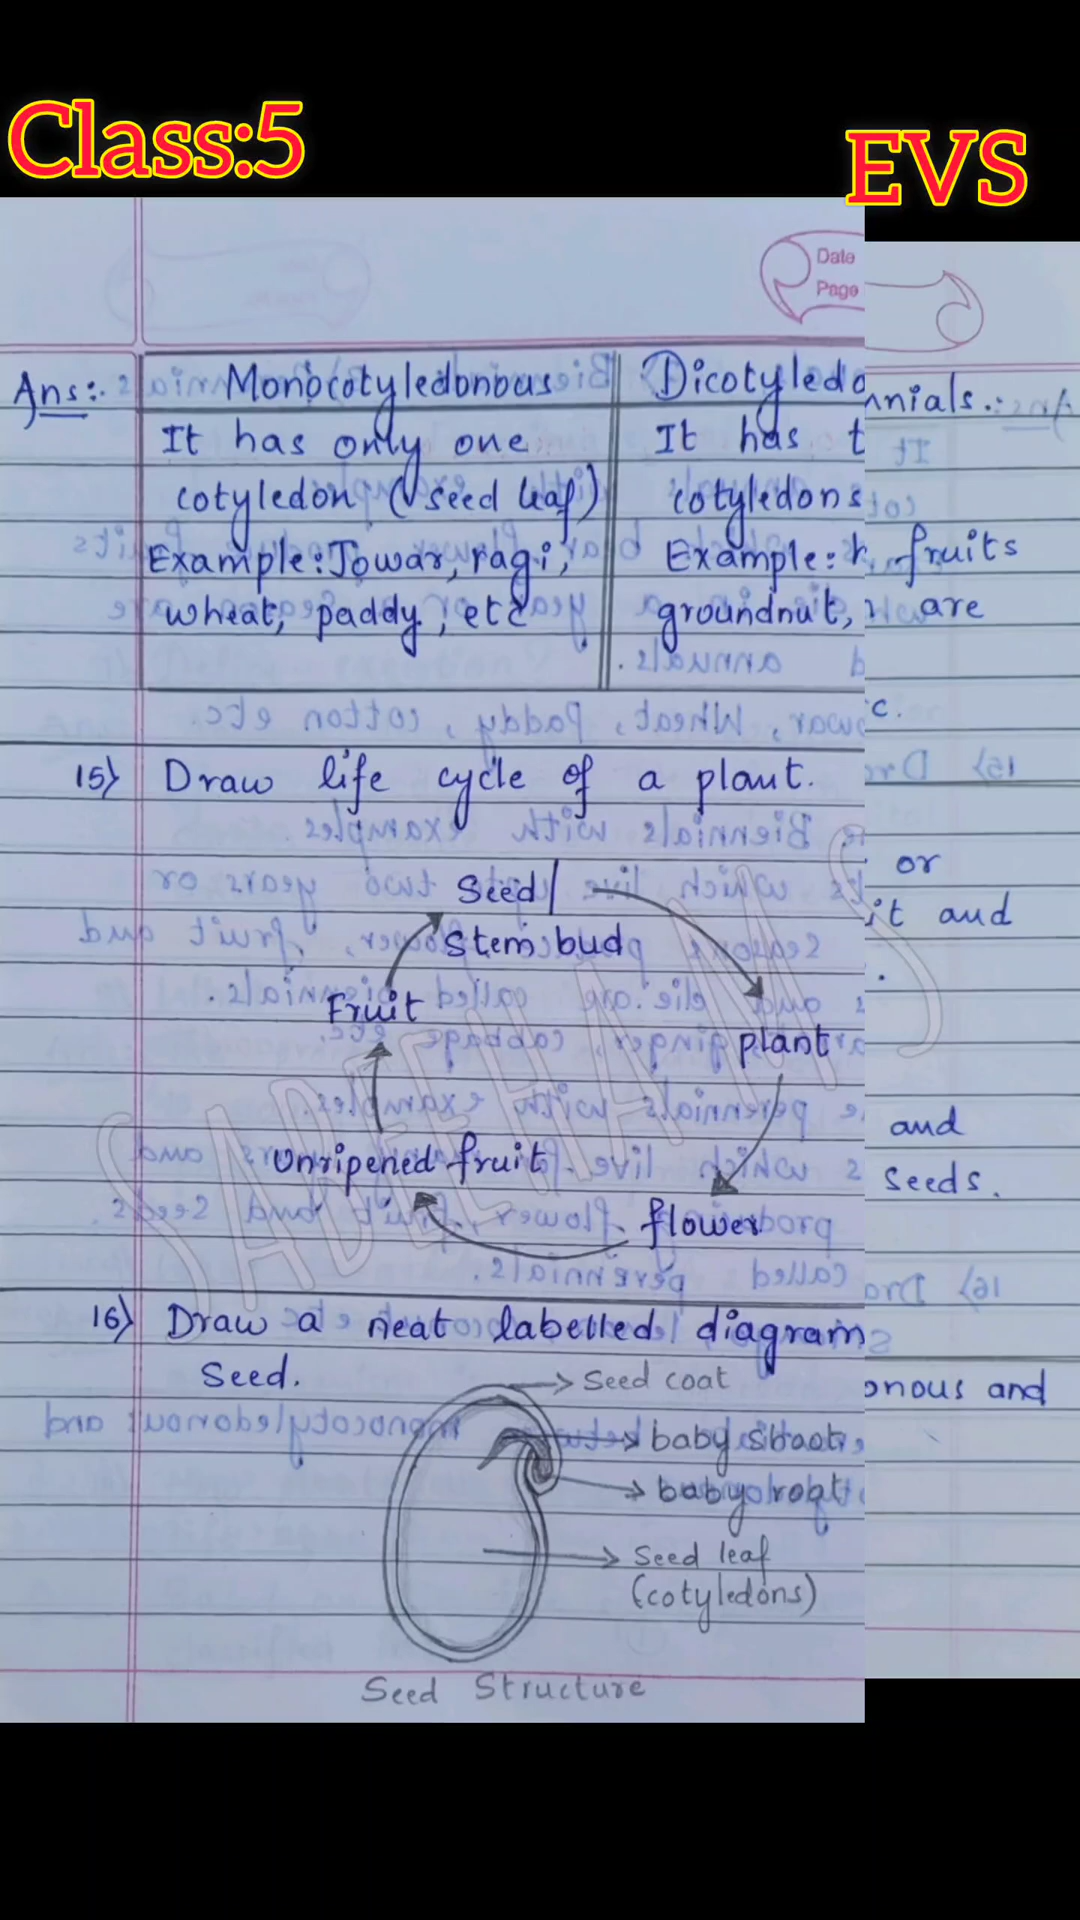 Class:5
EVS
Date
Page
Ans:. Monocotyledonous Dicotyledo
It has only one It has t
cotyledon (seed leaf) cotyledons
Example: Jowar, ragi, Example:
wheat, paddy, etc groundnut,
nnials.
fruits
are
c.
15) Draw life cycle of a plant.
Seed/
Stem bud
Fruit
plant
Unripened fruit
flower
or
it and
.
and
Seeds.
16) Draw a neat labelled diagram
Seed.
onous and
Seed coat
baby shoot
baby root
Seed leaf
(cotyledons)
Seed Structure
SADEEHAMS